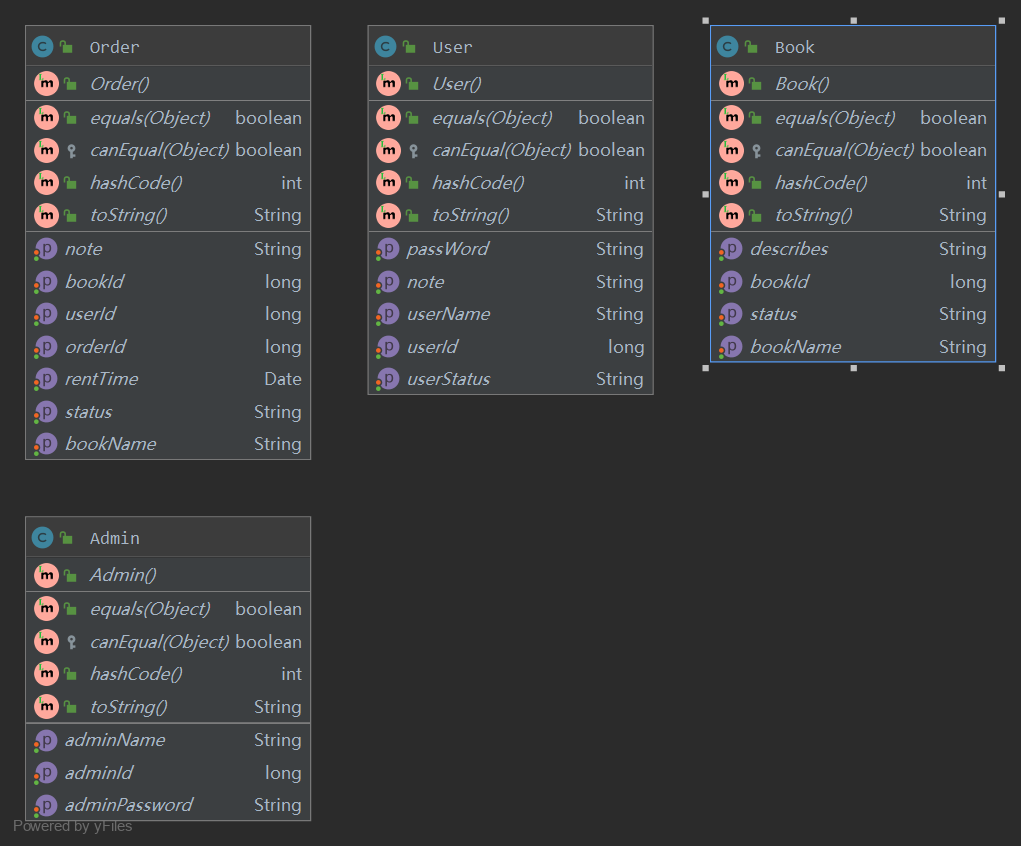 Order
Order()
equals(Object) boolean
canEqual(Object) boolean
hashCode() int
toString() String
note String
bookId long
userId long
orderId long
rentTime Date
status String
bookName String
User
User()
equals(Object) boolean
canEqual(Object) boolean
hashCode() int
toString() String
passWord String
note String
userName String
userId long
userStatus String
Book
Book()
equals(Object) boolean
canEqual(Object) boolean
hashCode() int
toString() String
describes String
bookId long
status String
bookName String
Admin
Admin()
equals(Object) boolean
canEqual(Object) boolean
hashCode() int
toString() String
adminName String
adminId long
adminPassword String
Powered by yFiles